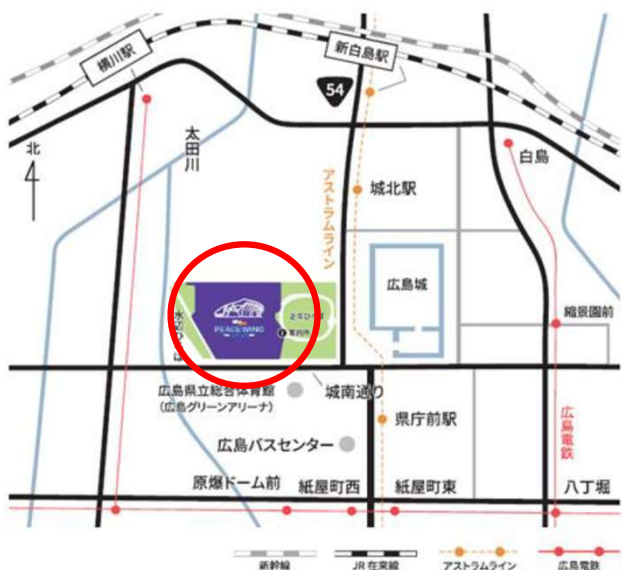 横川駅
新白島駅
54
太田川
北
白島
城北駅
アストラムライン
広島城
縮景園前
PEACE WING
案内所
広島県立総合体育館
(広島グリーンアリーナ)
城南通り
県庁前駅
広島電鉄
広島バスセンター
原爆ドーム前
紙屋町西
紙屋町東
八丁堀
新幹線
JR在来線
アストラムライン
広島電鉄